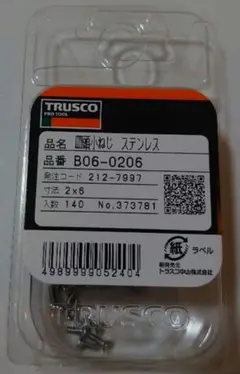 TRUSCO
PRO TOOL
品名 皿頭小ねじ ステンレス
品番 B06-0206
発注コード 212-7997
寸法 2×6
入数 140 No.373781
4989999052404
紙
ラベル
発売元
トラスコ中山株式会社
TRUSCO